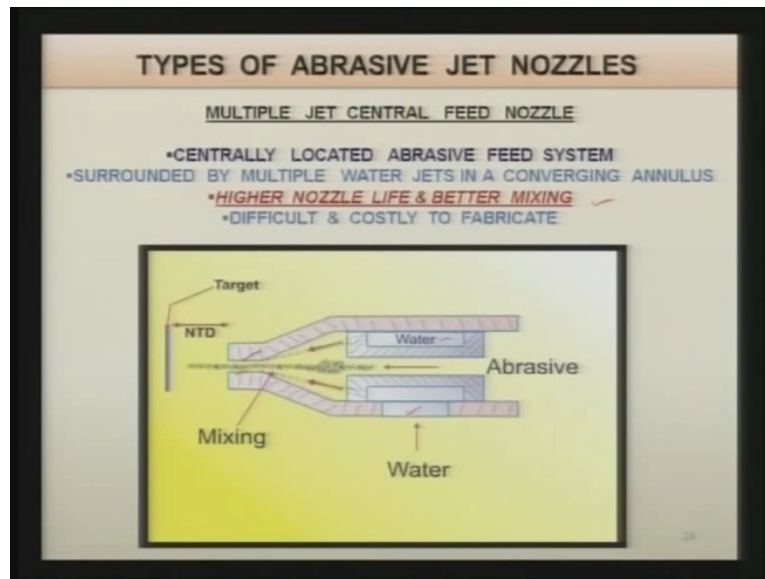 TYPES OF ABRASIVE JET NOZZLES
MULTIPLE JET CENTRAL FEED NOZZLE
▪CENTRALLY LOCATED ABRASIVE FEED SYSTEM
▪SURROUNDED BY MULTIPLE WATER JETS IN A CONVERGING ANNULUS
▪HIGHER NOZZLE LIFE & BETTER MIXING
▪DIFFICULT & COSTLY TO FABRICATE
Target
NTD
Water
Abrasive
Mixing
Water